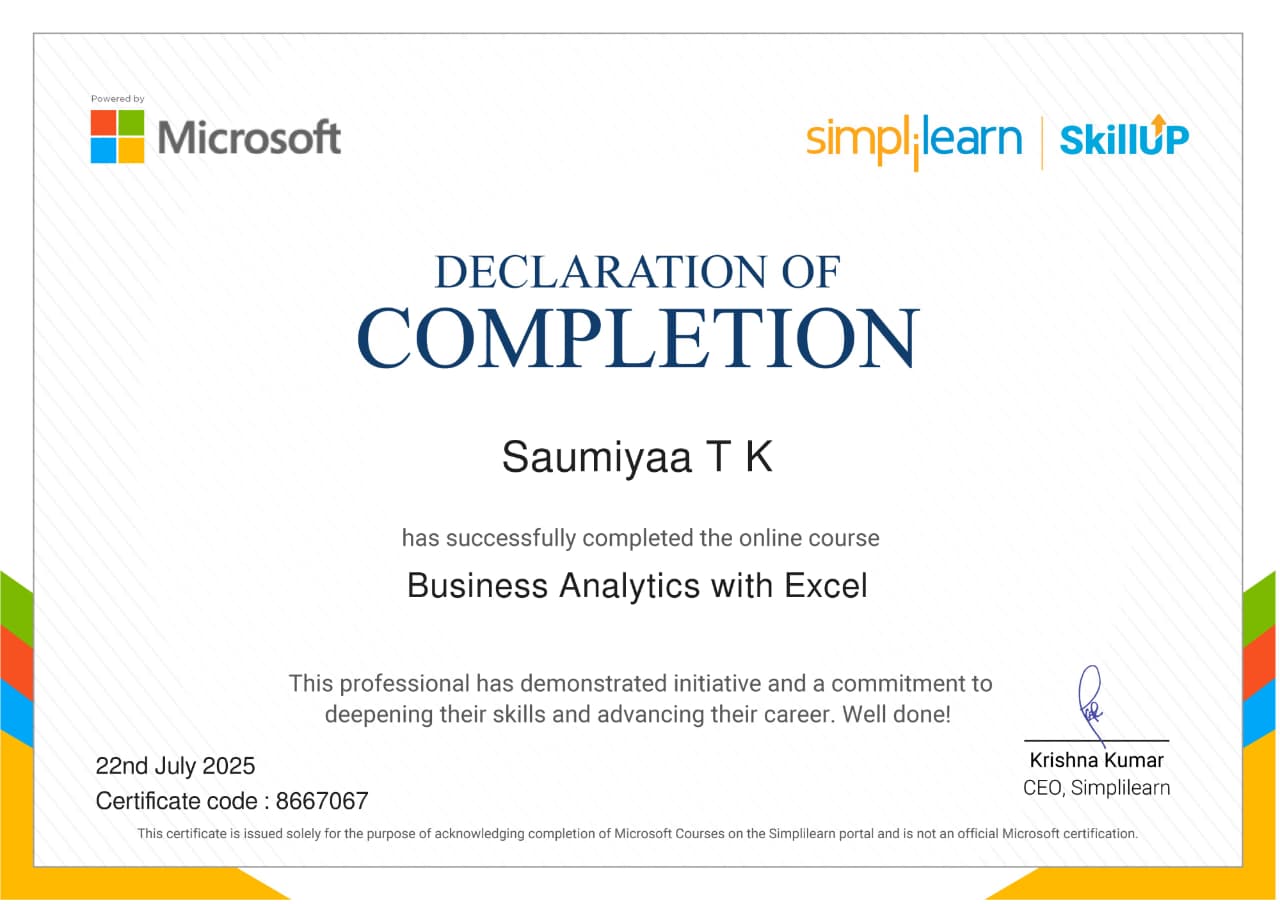 Powered by
Microsoft
simplilearn | SkillUP
DECLARATION OF
COMPLETION
Saumiyaa T K
has successfully completed the online course
Business Analytics with Excel
This professional has demonstrated initiative and a commitment to
deepening their skills and advancing their career. Well done!
22nd July 2025
Certificate code : 8667067
Krishna Kumar
CEO, Simplilearn
This certificate is issued solely for the purpose of acknowledging completion of Microsoft Courses on the Simplilearn portal and is not an official Microsoft certification.